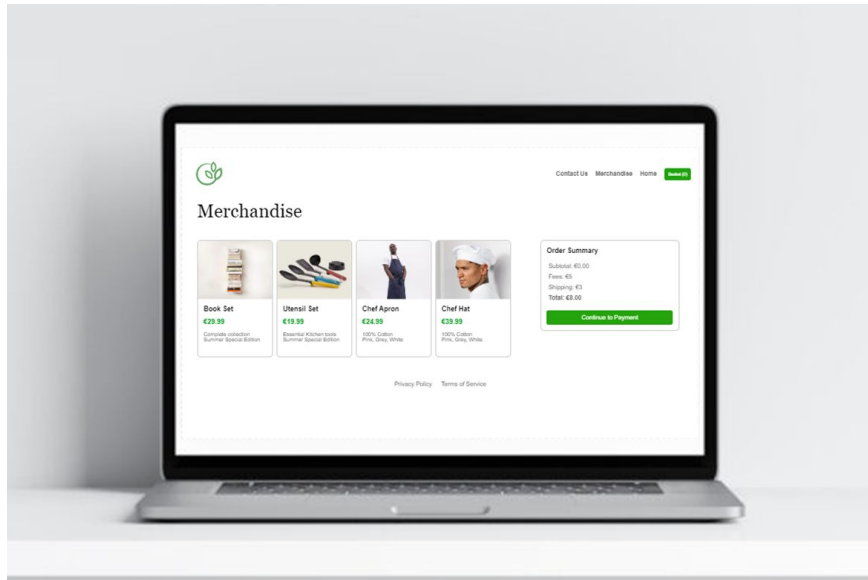 Contact Us Merchandise Home Basket (0)
Merchandise
Book Set
€29.99
Complete collection
Summer Special Edition
Utensil Set
€19.99
Essential Kitchen tools
Summer Special Edition
Chef Apron
€24.99
100% Cotton
Pink, Grey, White
Chef Hat
€39.99
100% Cotton
Pink, Grey, White
Order Summary
Subtotal: €0.00
Fees: €5
Shipping: €3
Total: €8.00
Continue to Payment
Privacy Policy Terms of Service